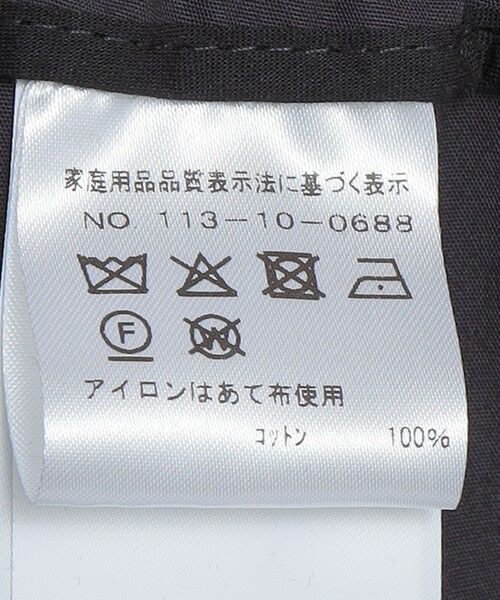 家庭用品品質表示法に基づく表示
NO. 113-10-0688
F W
アイロンはあて布使用
コットン 100%